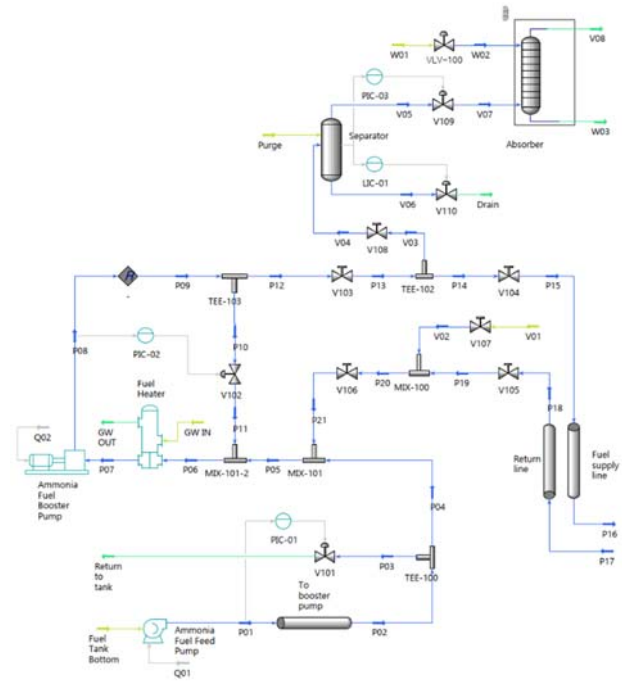 V08
W01
VLV-100
W02
PIC-03
V05
V109
V07
W03
Separator
Absorber
Purge
LIC-01
V06
V110
Drain
V04
V108
V03
P09
TEE-103
P12
V103
P13
TEE-102
P14
V104
P15
P08
PIC-02
P10
V102
V02
V107
V01
Fuel
Heater
V106
P20
MIX-100
P19
V105
P11
P21
P18
Q02
GW
OUT
GW IN
Return
line
Fuel
supply
line
P07
P06
MIX-101-2
P05
MIX-101
Ammonia
Fuel
Booster
Pump
P04
P16
P17
PIC-01
Return
to
tank
V101
P03
TEE-100
To
booster
pump
Fuel
Tank
Bottom
Ammonia
Fuel Feed
Pump
P01
P02
Q01